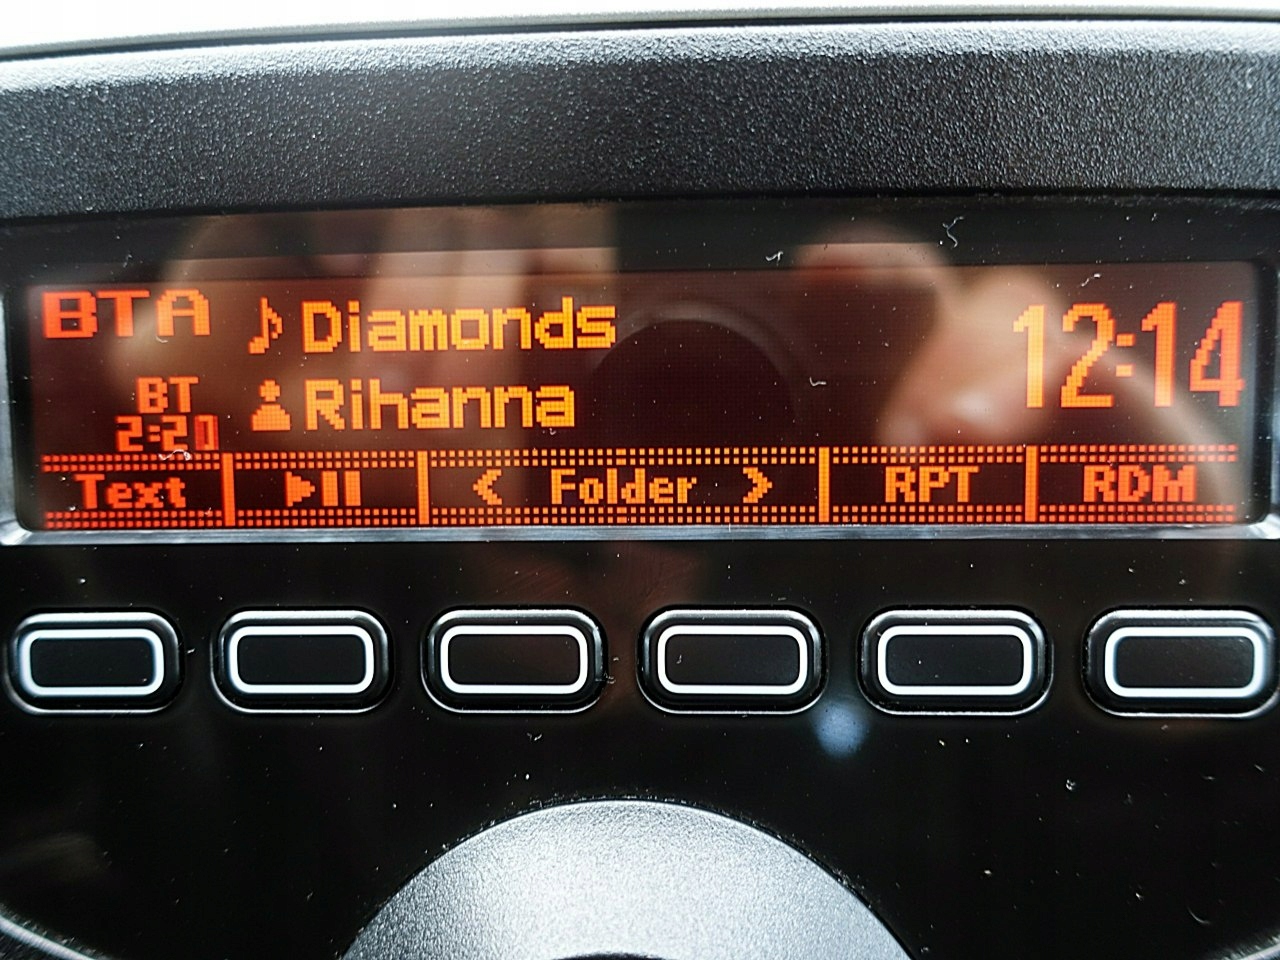 BTA
Diamonds
12:14
Rihanna
BT
2:20
Text
< Folder >
RPT
RDM